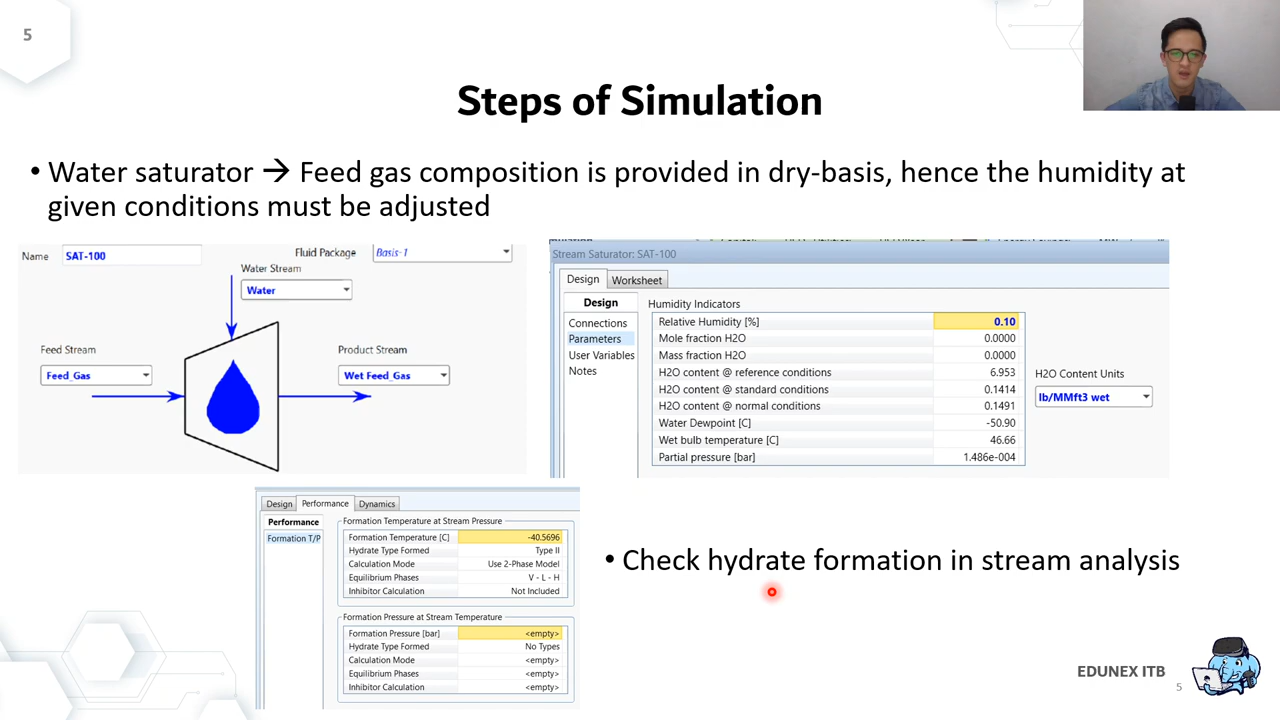 5
Steps of Simulation
• Water saturator → Feed gas composition is provided in dry-basis, hence the humidity at
given conditions must be adjusted
Name SAT-100 Fluid Package Basis-1
Water Stream
Water
Feed Stream Product Stream
Feed_Gas Wet Feed_Gas
Stream Saturator: SAT-100
Design Worksheet
Design Humidity Indicators
Connections Relative Humidity [%] 0.10
Parameters Mole fraction H2O 0.0000
User Variables Mass fraction H2O 0.0000
Notes H2O content @ reference conditions 6.953 H2O Content Units
H2O content @ standard conditions 0.1414 lb/MMft3 wet
H2O content @ normal conditions 0.1491
Water Dewpoint [C] -50.90
Wet bulb temperature [C] 46.66
Partial pressure [bar] 1.486e-004
Design Performance Dynamics
Performance Formation Temperature at Stream Pressure
Formation T/P Formation Temperature [C] -40.5696
Hydrate Type Formed Type II
Calculation Mode Use 2-Phase Model
Equilibrium Phases V - L - H
Inhibitor Calculation Not Included
Formation Pressure at Stream Temperature
Formation Pressure [bar] <empty>
Hydrate Type Formed No Types
Calculation Mode <empty>
Equilibrium Phases <empty>
Inhibitor Calculation <empty>
• Check hydrate formation in stream analysis
EDUNEX ITB
5